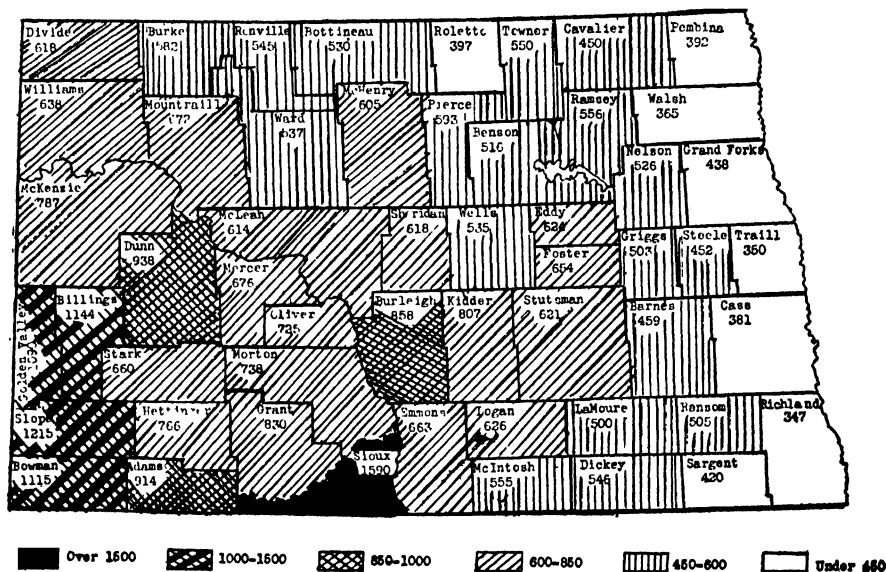 Divide
618
Burke
582
Renville
545
Bottineau
530
Rolette
397
Towner
550
Cavalier
450
Pembina
392
Williams
638
Mountraill
672
Ward
537
McHenry
605
Pierce
593
Benson
516
Ramsey
556
Walsh
365
Nelson
526
Grand Forks
438
McKenzie
787
Dunn
938
McLean
614
Mercer
676
Oliver
725
Sheridan
618
Wells
535
Eddy
624
Foster
654
Griggs
503
Steele
452
Traill
350
Golden Valley
Billings
1144
Stark
660
Morton
738
Burleigh
858
Kidder
807
Stutsman
621
Barnes
459
Cass
381
Slope
1215
Hettinger
766
Grant
830
Emmons
663
Logan
626
LaMoure
500
Ransom
505
Richland
347
Bowman
1115
Adams
914
Sioux
1590
McIntosh
555
Dickey
546
Sargent
420
Over 1500
1000-1500
850-1000
600-850
450-600
Under 450